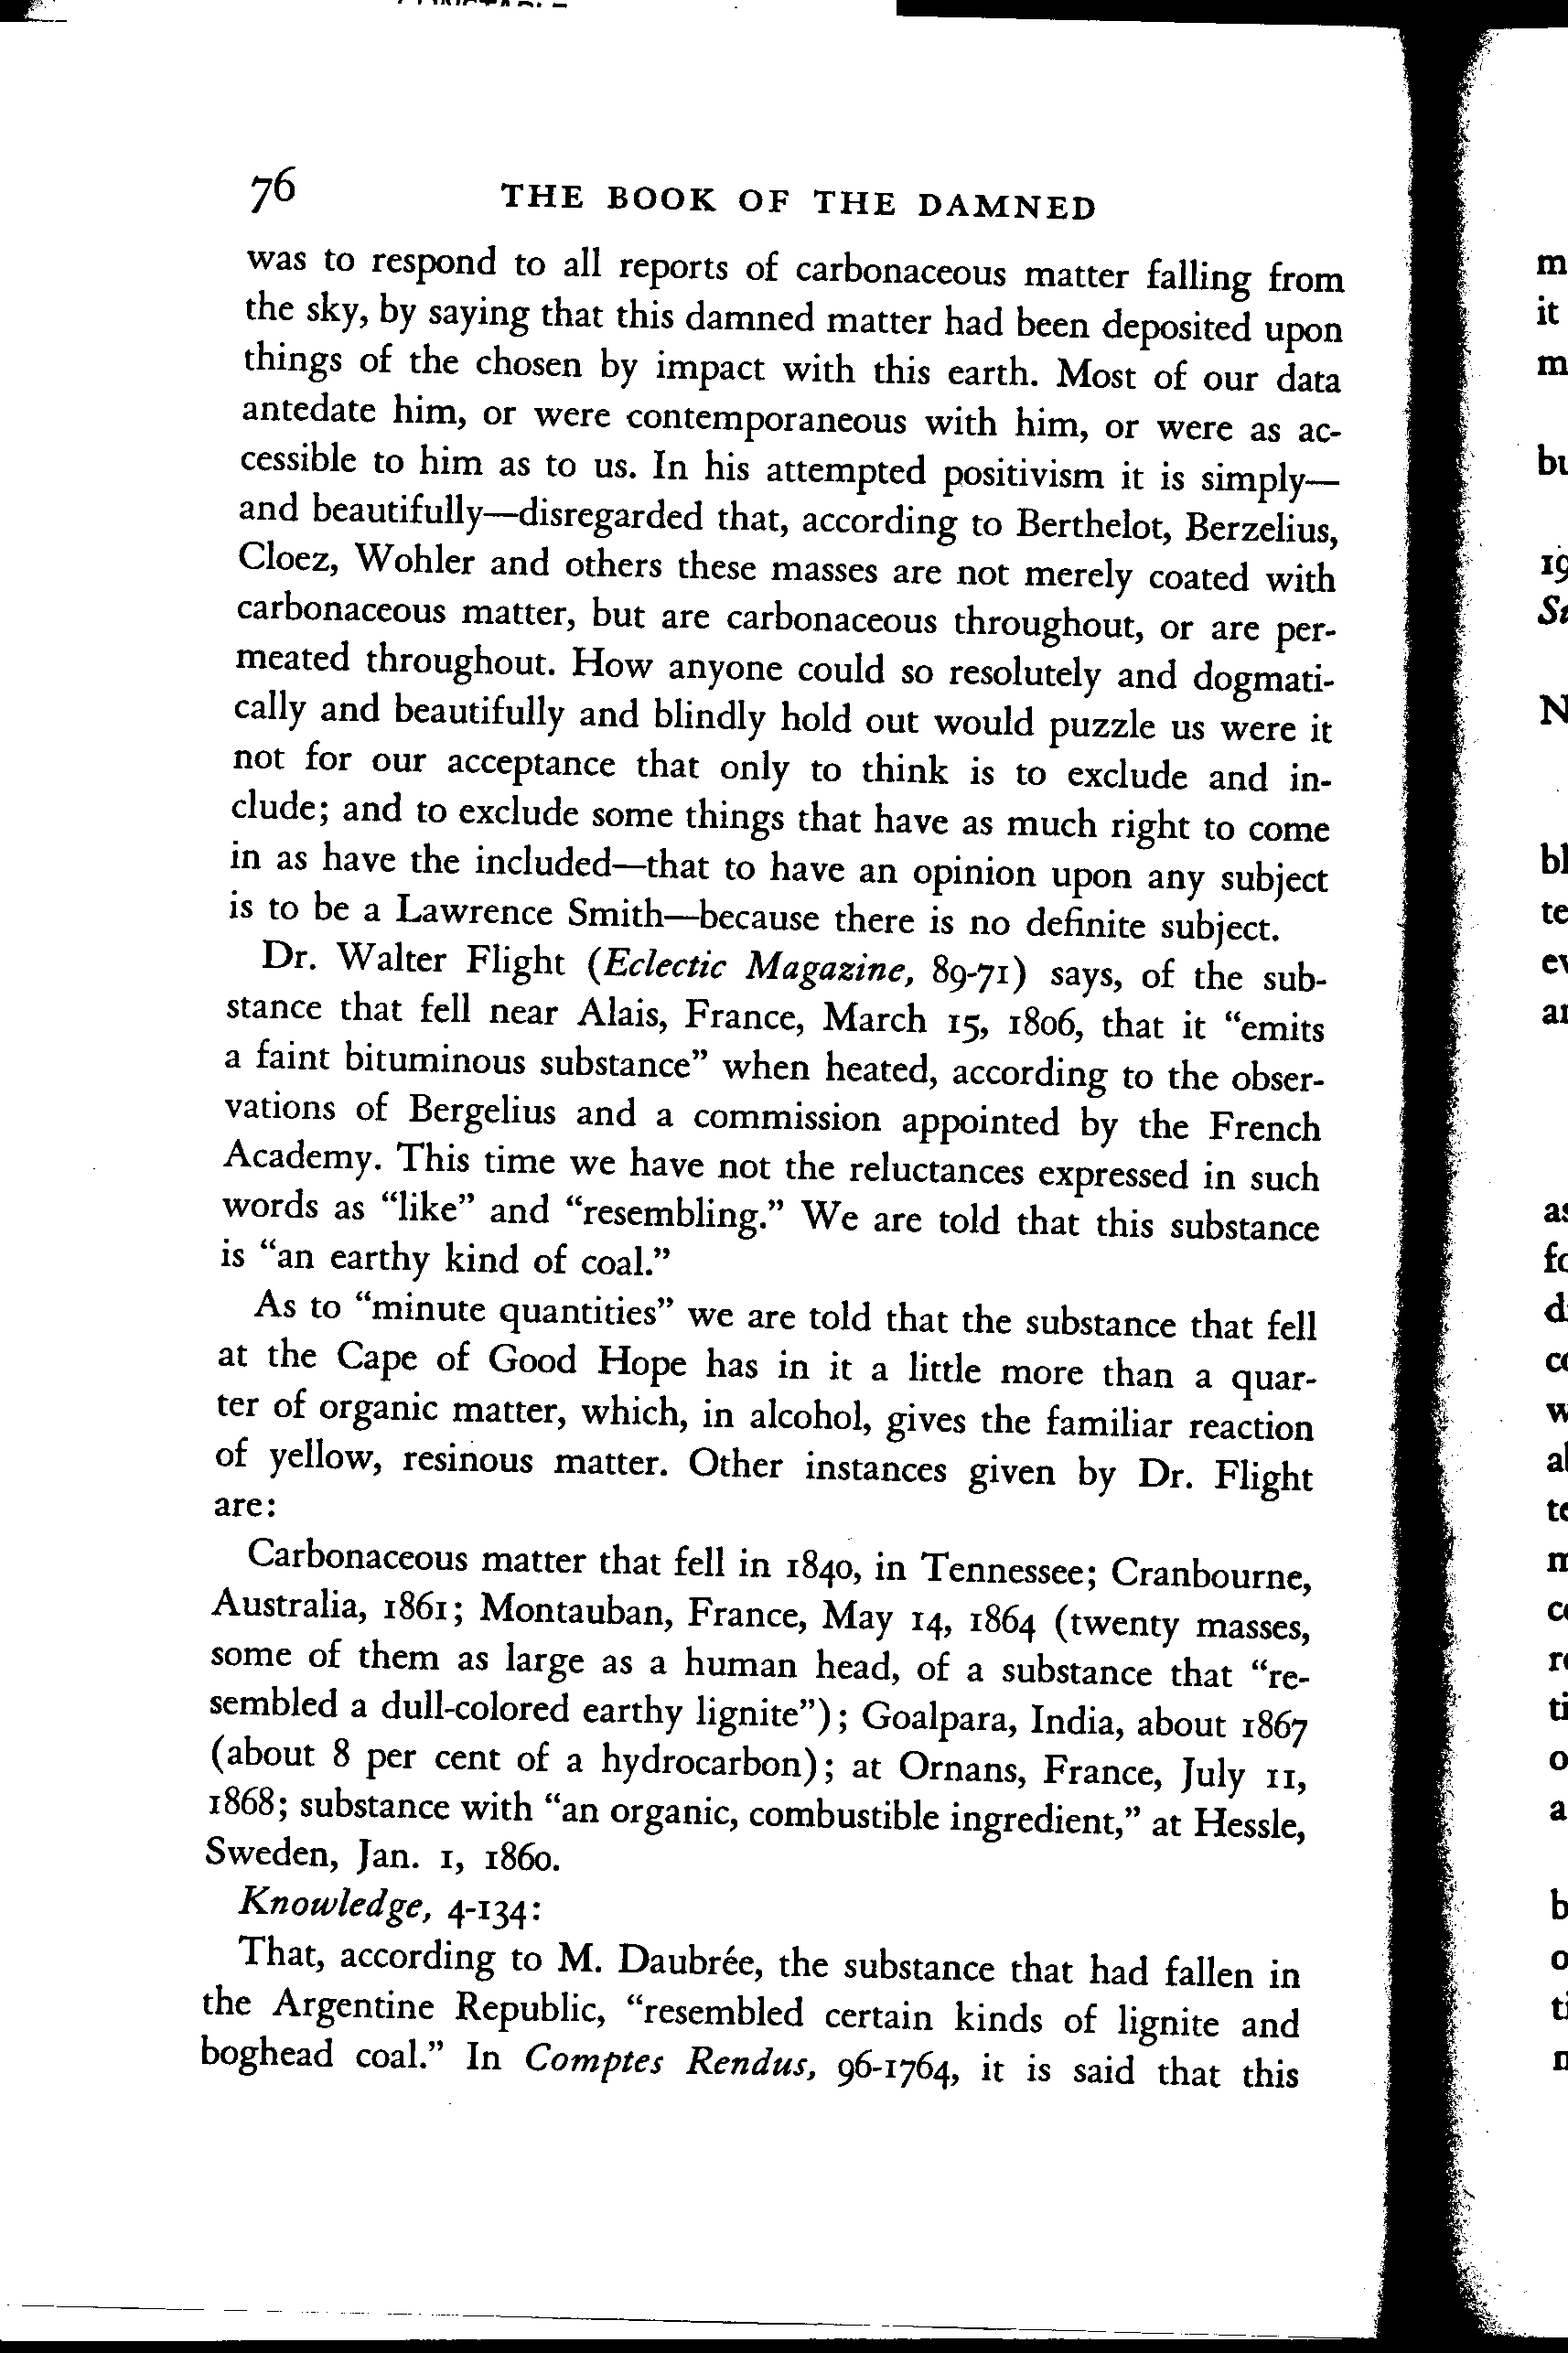 76 THE BOOK OF THE DAMNED
was to respond to all reports of carbonaceous matter falling from
the sky, by saying that this damned matter had been deposited upon
things of the chosen by impact with this earth. Most of our data
antedate him, or were contemporaneous with him, or were as ac-
cessible to him as to us. In his attempted positivism it is simply—
and beautifully—disregarded that, according to Berthelot, Berzelius,
Cloez, Wohler and others these masses are not merely coated with
carbonaceous matter, but are carbonaceous throughout, or are per-
meated throughout. How anyone could so resolutely and dogmati-
cally and beautifully and blindly hold out would puzzle us were it
not for our acceptance that only to think is to exclude and in-
clude; and to exclude some things that have as much right to come
in as have the included—that to have an opinion upon any subject
is to be a Lawrence Smith—because there is no definite subject.
Dr. Walter Flight (Eclectic Magazine, 89-71) says, of the sub-
stance that fell near Alais, France, March 15, 1806, that it “emits
a faint bituminous substance” when heated, according to the obser-
vations of Bergelius and a commission appointed by the French
Academy. This time we have not the reluctances expressed in such
words as “like” and “resembling.” We are told that this substance
is “an earthy kind of coal.”
As to “minute quantities” we are told that the substance that fell
at the Cape of Good Hope has in it a little more than a quar-
ter of organic matter, which, in alcohol, gives the familiar reaction
of yellow, resinous matter. Other instances given by Dr. Flight
are:
Carbonaceous matter that fell in 1840, in Tennessee; Cranbourne,
Australia, 1861; Montauban, France, May 14, 1864 (twenty masses,
some of them as large as a human head, of a substance that “re-
sembled a dull-colored earthy lignite”); Goalpara, India, about 1867
(about 8 per cent of a hydrocarbon); at Ornans, France, July 11,
1868; substance with “an organic, combustible ingredient,” at Hessle,
Sweden, Jan. 1, 1860.
Knowledge, 4-134:
That, according to M. Daubrée, the substance that had fallen in
the Argentine Republic, “resembled certain kinds of lignite and
boghead coal.” In Comptes Rendus, 96-1764, it is said that this